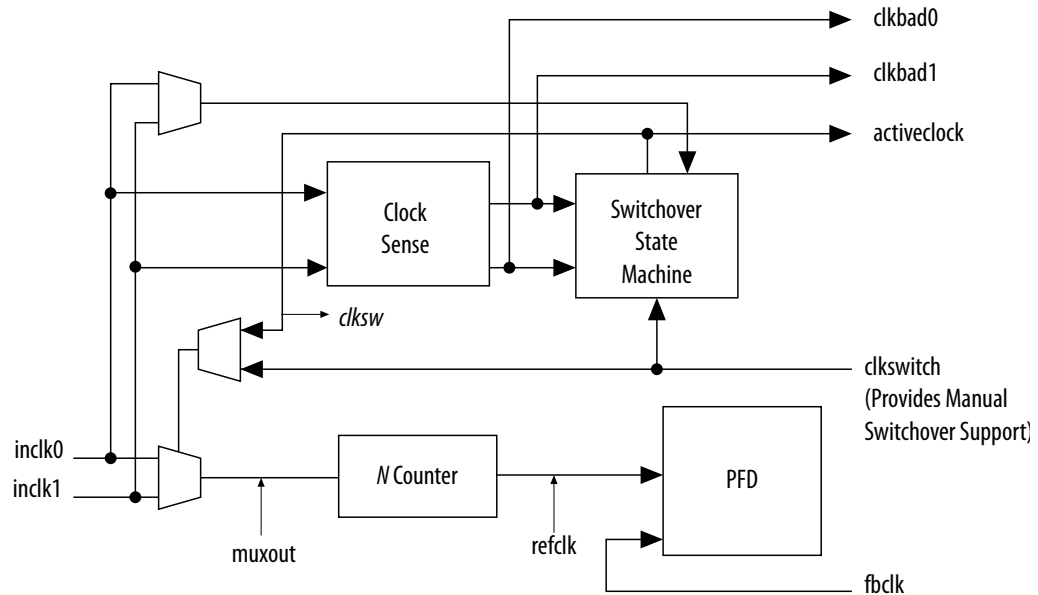 clkbad0
clkbad1
activeclock
Clock
Sense
Switchover
State
Machine
clksw
clkswitch
(Provides Manual
Switchover Support)
inclk0
inclk1
N Counter
PFD
muxout
refclk
fbclk